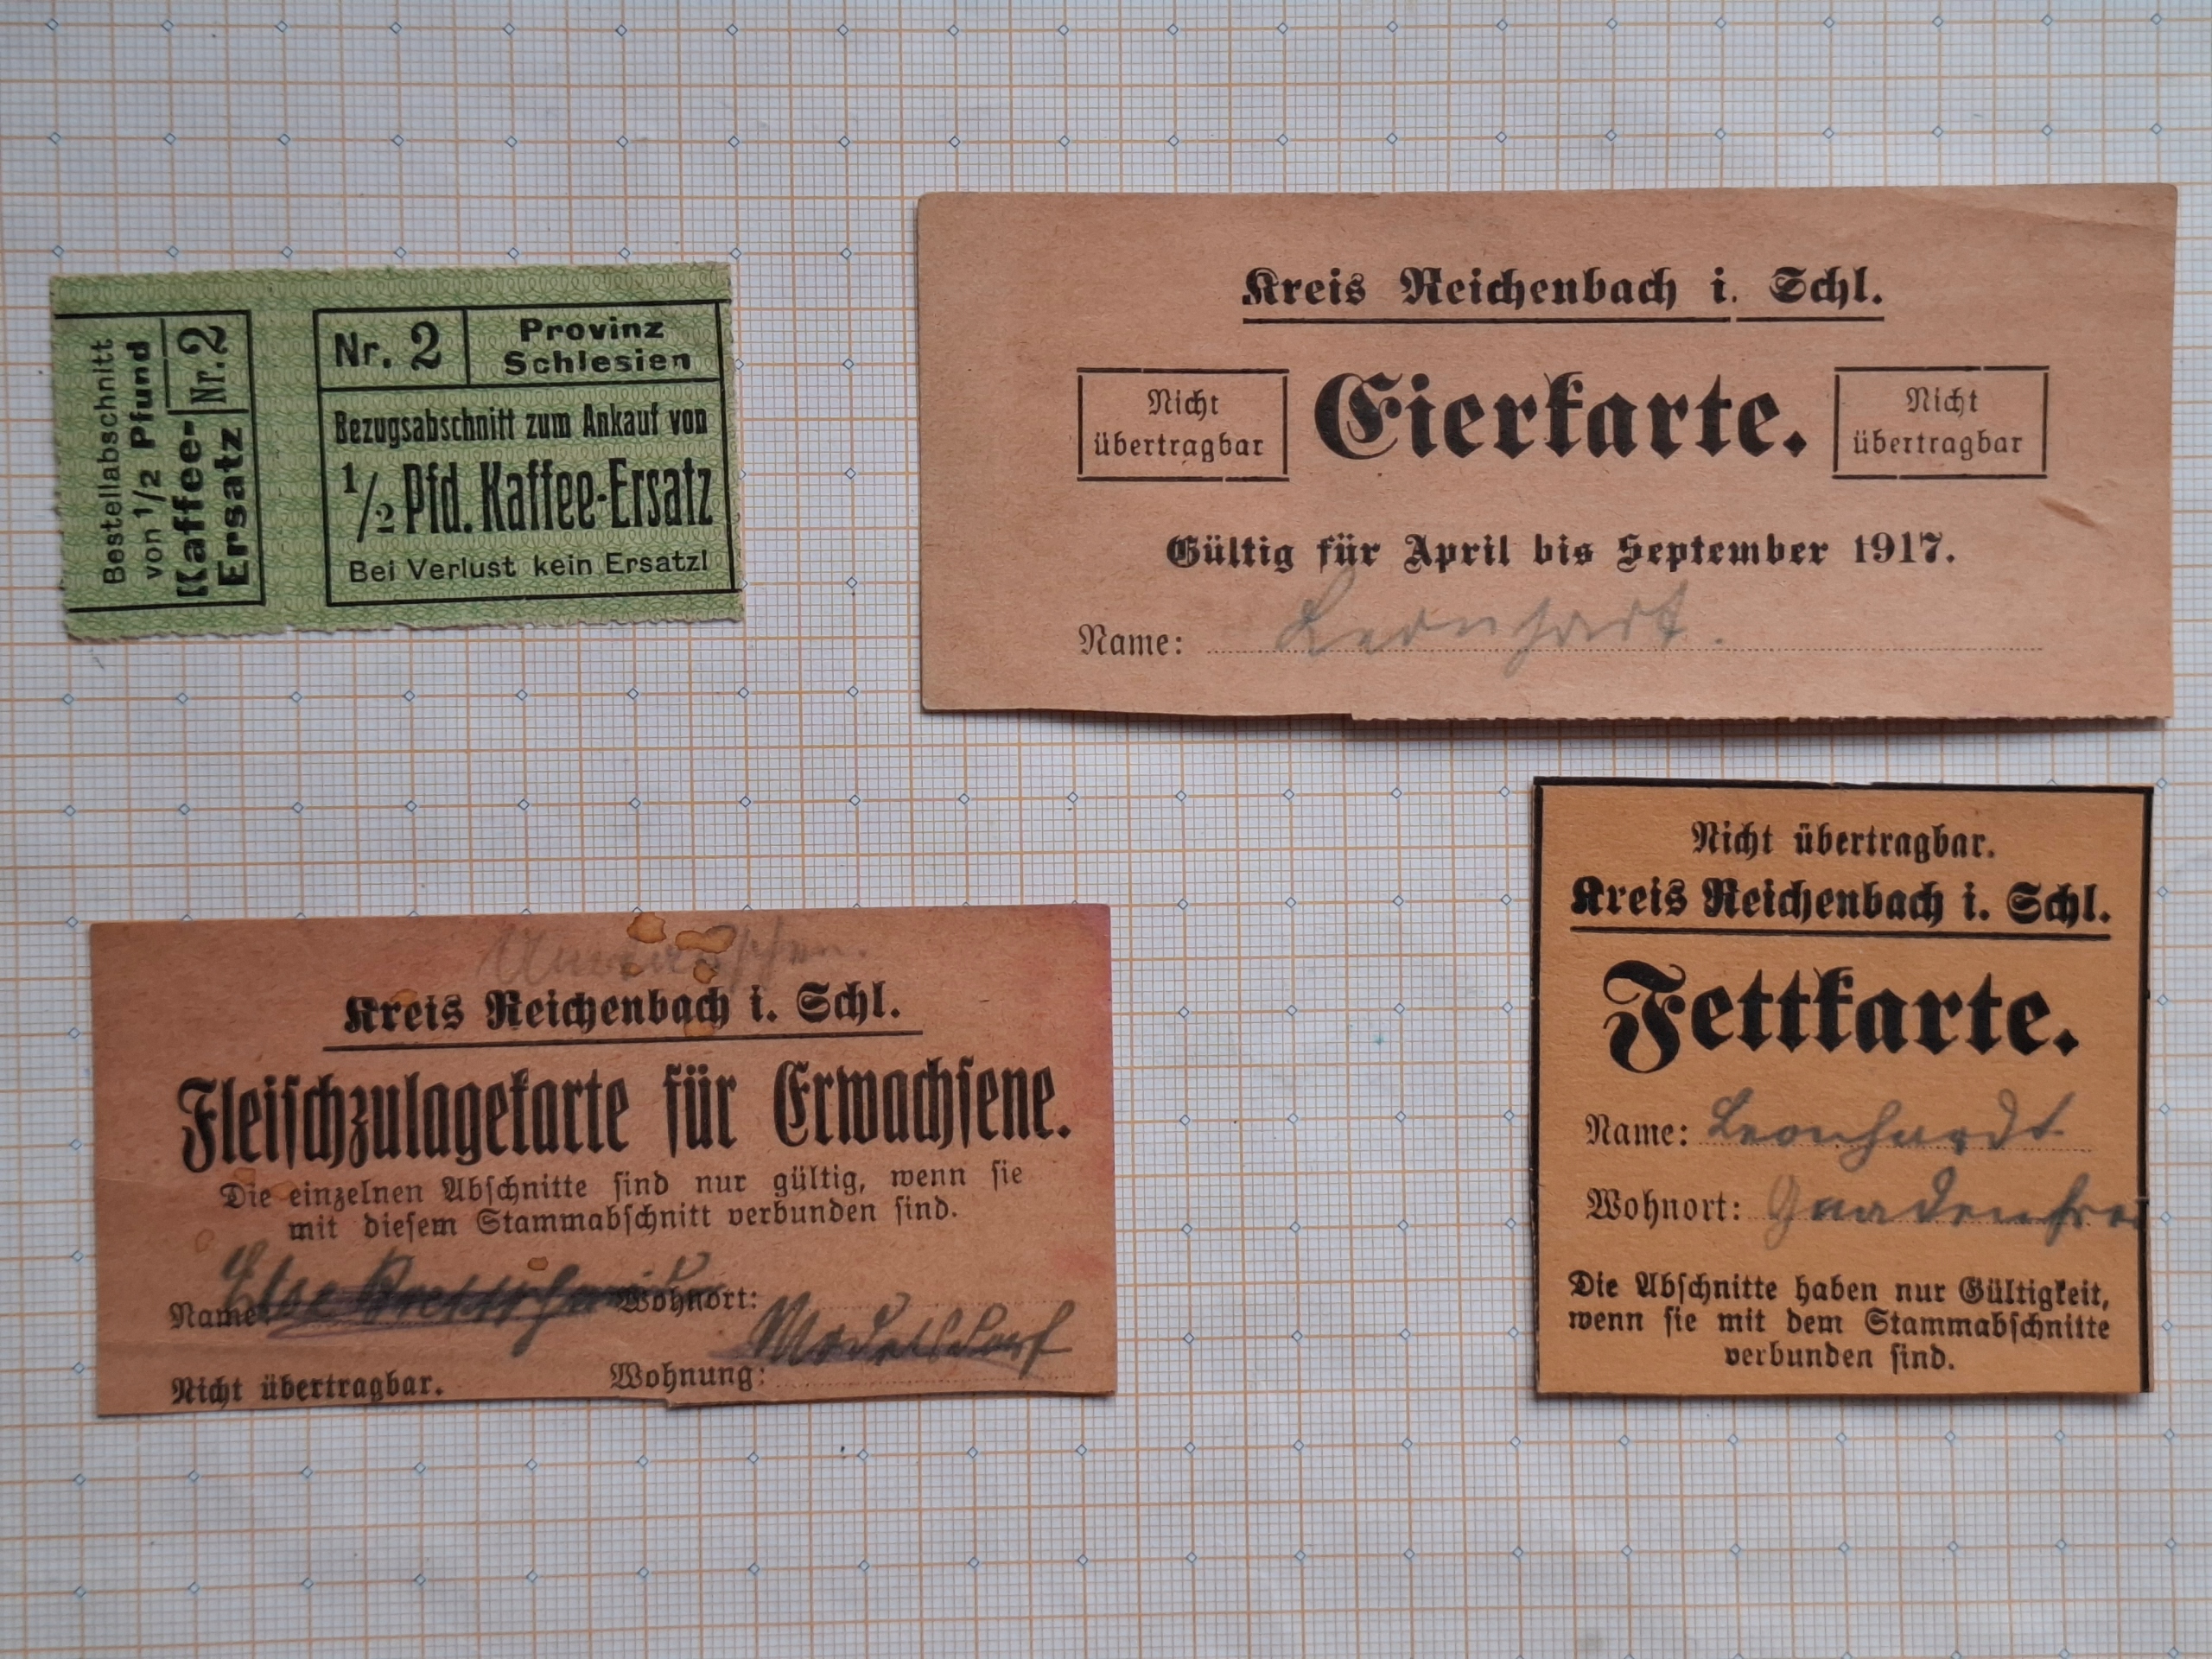 Bestellabschnitt
von 1/2 Pfund
Kaffee-
Ersatz
Nr. 2
Nr. 2
Provinz
Schlesien
Bezugsabschnitt zum Ankauf von
1/2 Pfd. Kaffee-Ersatz
Bei Verlust kein Ersatz!
Kreis Reichenbach i. Schl.
Nicht
übertragbar
Eierkarte.
Nicht
übertragbar
Gültig für April bis September 1917.
Name: Leonhart.
Kreis Reichenbach i. Schl.
Fleischzulagekarte für Erwachsene.
Die einzelnen Abschnitte sind nur gültig, wenn sie
mit diesem Stammabschnitt verbunden sind.
Name: Else
Wohnort:
Nicht übertragbar.
Wohnung:
Nicht übertragbar.
Kreis Reichenbach i. Schl.
Fettkarte.
Name: Leonhardt
Wohnort: Gnadenfrei
Die Abschnitte haben nur Gültigkeit,
wenn sie mit dem Stammabschnitte
verbunden sind.